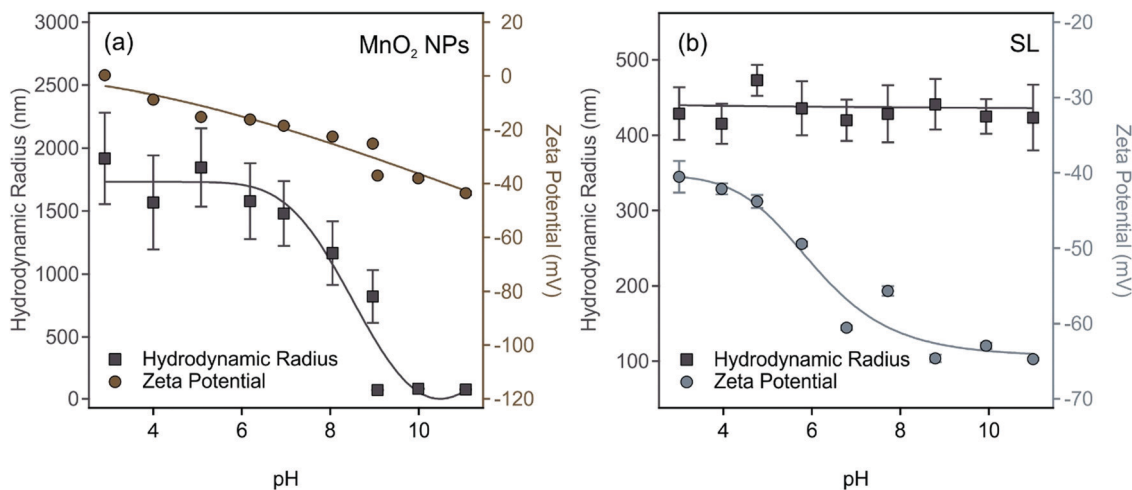 (a)
MnO₂ NPs
Hydrodynamic Radius (nm)
3000
2500
2000
1500
1000
500
0
Hydrodynamic Radius
Zeta Potential
4
6
8
10
pH
20
0
-20
-40
-60
-80
-100
-120
Zeta Potential (mV)
(b)
SL
Hydrodynamic Radius (nm)
500
400
300
200
100
Hydrodynamic Radius
Zeta Potential
4
6
8
10
pH
-20
-30
-40
-50
-60
-70
Zeta Potential (mV)